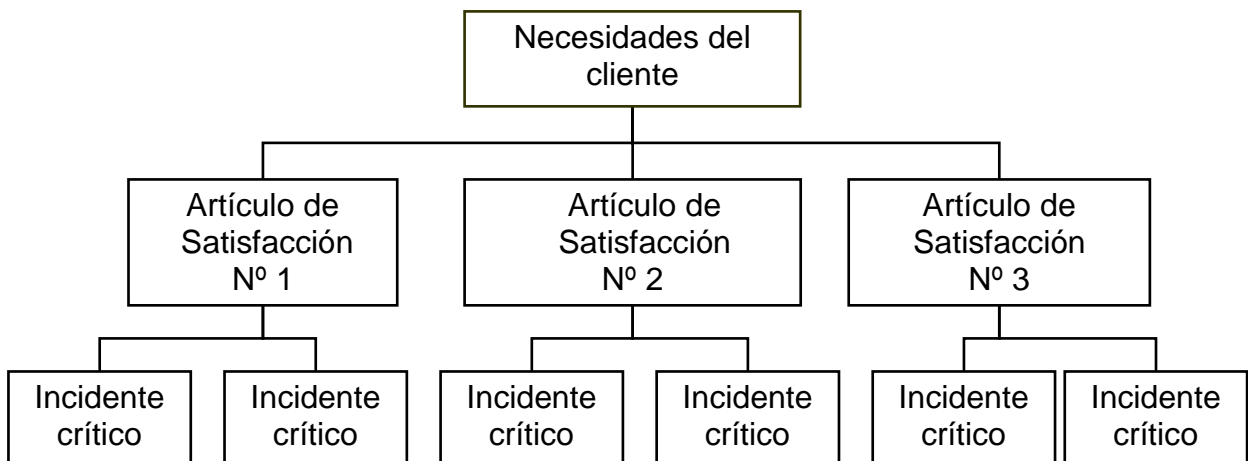 Necesidades del
cliente
Artículo de
Satisfacción
Nº 1
Artículo de
Satisfacción
Nº 2
Artículo de
Satisfacción
Nº 3
Incidente
crítico
Incidente
crítico
Incidente
crítico
Incidente
crítico
Incidente
crítico
Incidente
crítico